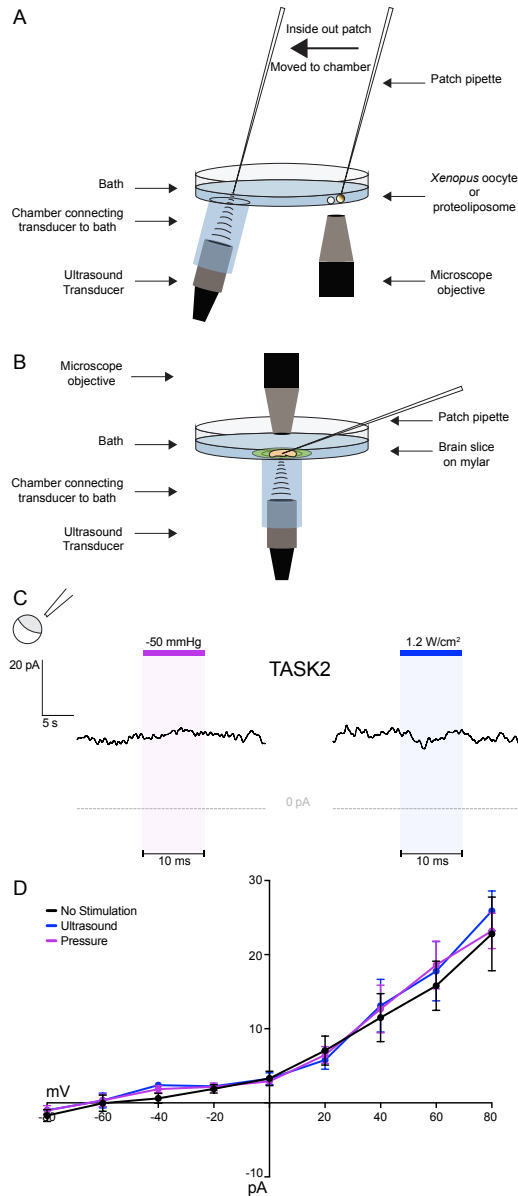 A
Inside out patch
Moved to chamber
Patch pipette
Bath
Xenopus oocyte
or
proteoliposome
Chamber connecting
transducer to bath
Ultrasound
Transducer
Microscope
objective
B
Microscope
objective
Patch pipette
Bath
Brain slice
on mylar
Chamber connecting
transducer to bath
Ultrasound
Transducer
C
-50 mmHg
1.2 W/cm²
20 pA
TASK2
5 s
0 pA
10 ms
10 ms
D
30
No Stimulation
Ultrasound
Pressure
20
10
mV
-80 -60 -40 -20 0 20 40 60 80
-10
pA